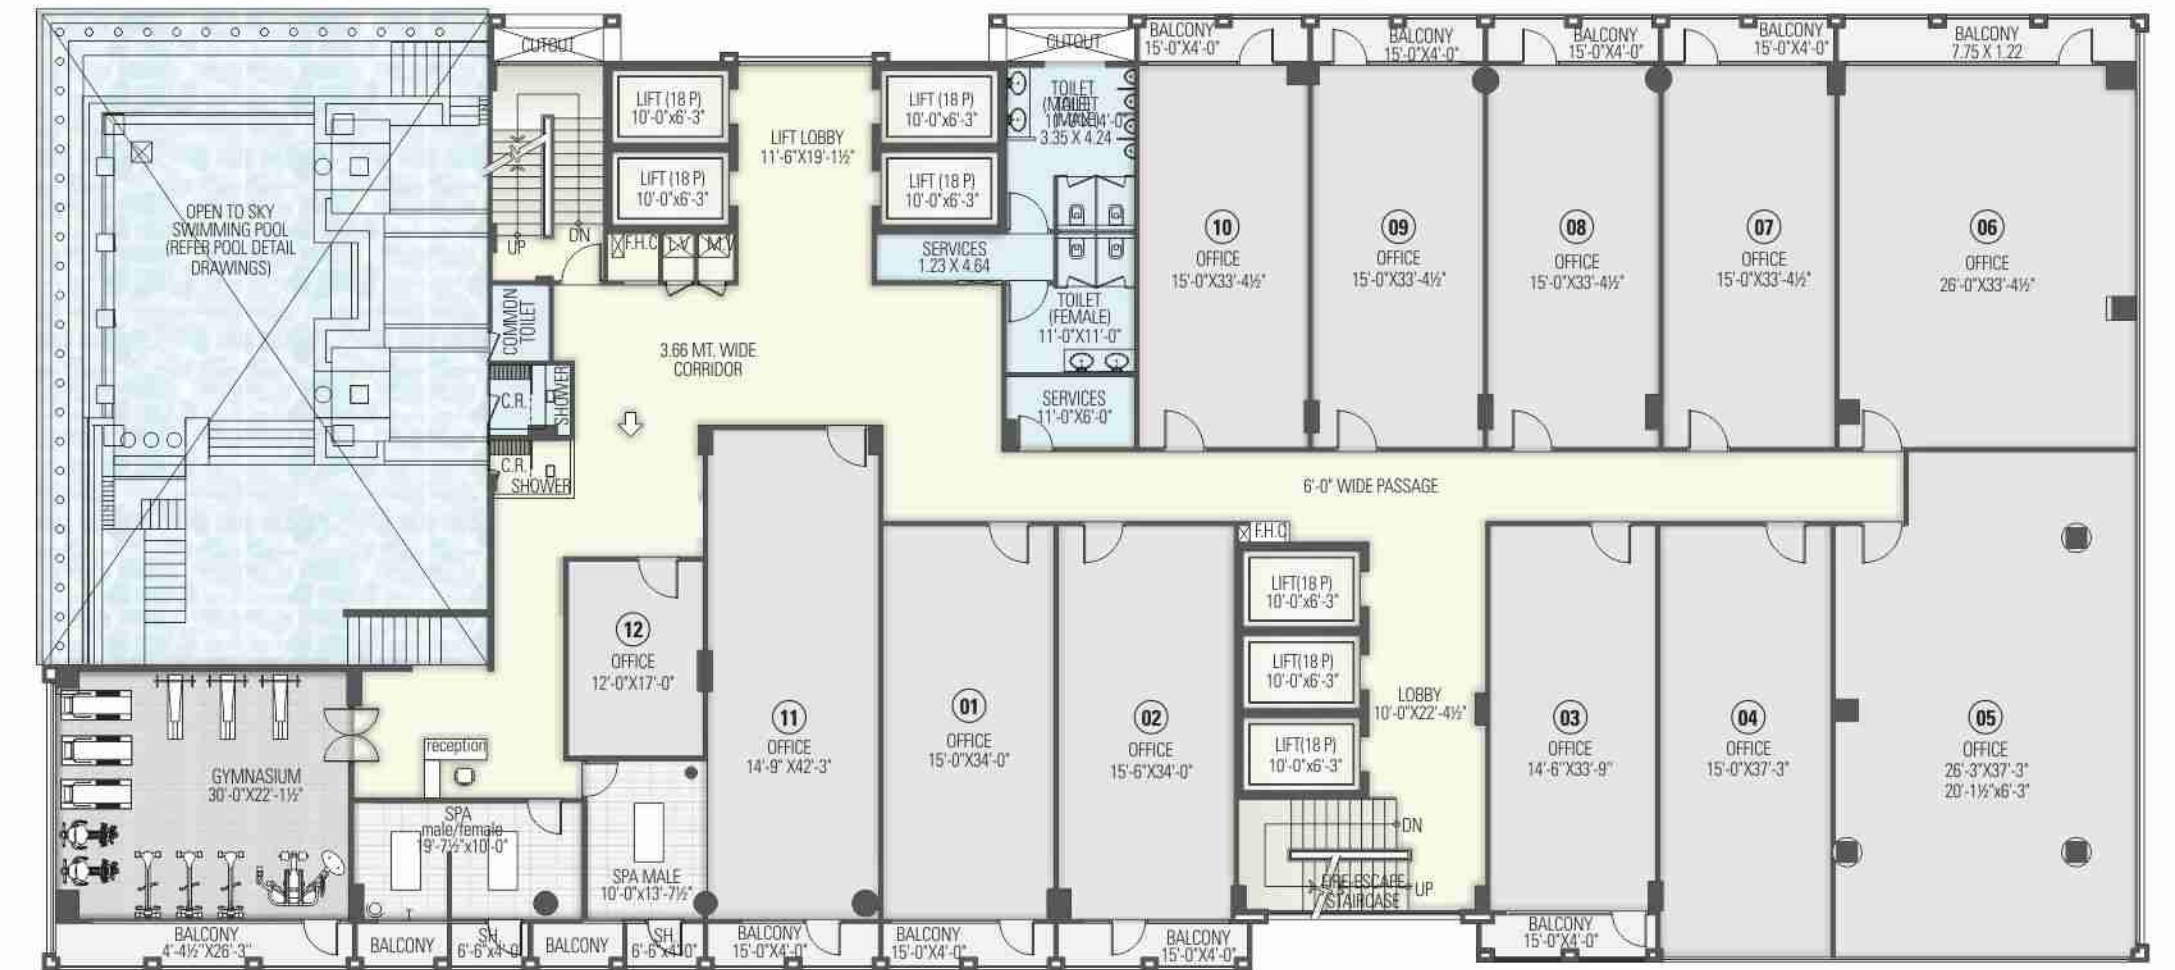 CUTOUT
CUTOUT
BALCONY
15'-0"X4'-0"
BALCONY
15'-0"X4'-0"
BALCONY
15'-0"X4'-0"
BALCONY
15'-0"X4'-0"
BALCONY
7.75 X 1.22
LIFT (18 P)
10'-0"x6'-3"
LIFT (18 P)
10'-0"x6'-3"
LIFT LOBBY
11'-6"X19'-1½"
LIFT (18 P)
10'-0"x6'-3"
LIFT (18 P)
10'-0"x6'-3"
TOILET
(MALE)
3.35 X 4.24
OPEN TO SKY
SWIMMING POOL
(REFER POOL DETAIL
DRAWINGS)
UP
DN
F.H.C
L.V
SERVICES
1.23 X 4.64
TOILET
(FEMALE)
11'-0"X11'-0"
SERVICES
11'-0"X6'-0"
10
OFFICE
15'-0"X33'-4½"
09
OFFICE
15'-0"X33'-4½"
08
OFFICE
15'-0"X33'-4½"
07
OFFICE
15'-0"X33'-4½"
06
OFFICE
26'-0"X33'-4½"
COMMON
TOILET
C.R.
SHOWER
C.R.
SHOWER
3.66 MT. WIDE
CORRIDOR
6'-0" WIDE PASSAGE
F.H.C
12
OFFICE
12'-0"X17'-0"
11
OFFICE
14'-9" X42'-3"
01
OFFICE
15'-0"X34'-0"
02
OFFICE
15'-6"X34'-0"
LIFT(18 P)
10'-0"x6'-3"
LIFT(18 P)
10'-0"x6'-3"
LIFT(18 P)
10'-0"x6'-3"
LOBBY
10'-0"X22'-4½"
03
OFFICE
14'-6"X33'-9"
04
OFFICE
15'-0"X37'-3"
05
OFFICE
26'-3"X37'-3"
20'-1½"x6'-3"
reception
GYMNASIUM
30'-0"X22'-1½"
SPA
male/female
19'-7½"x10'-0"
SPA MALE
10'-0"x13'-7½"
DN
UP
FIRE ESCAPE
STAIRCASE
BALCONY
4'-4½"X26'-3"
BALCONY
SH.
6'-6"x4'-0"
BALCONY
SH.
6'-6"x4'-0"
BALCONY
15'-0"X4'-0"
BALCONY
15'-0"X4'-0"
BALCONY
15'-0"X4'-0"
BALCONY
15'-0"X4'-0"